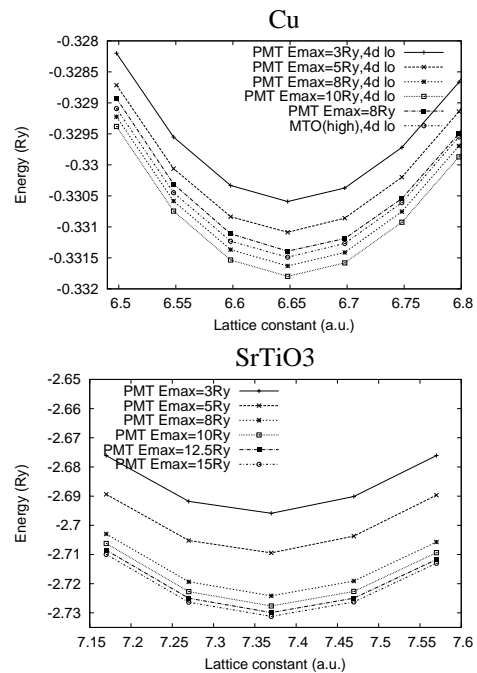 Cu
-0.328
-0.3285
-0.329
-0.3295
-0.33
-0.3305
-0.331
-0.3315
-0.332
Energy (Ry)
PMT Emax=3Ry,4d lo
PMT Emax=5Ry,4d lo
PMT Emax=8Ry,4d lo
PMT Emax=10Ry,4d lo
PMT Emax=8Ry
MTO(high),4d lo
6.5 6.55 6.6 6.65 6.7 6.75 6.8
Lattice constant (a.u.)
SrTiO3
-2.65
-2.66
-2.67
-2.68
-2.69
-2.7
-2.71
-2.72
-2.73
Energy (Ry)
PMT Emax=3Ry
PMT Emax=5Ry
PMT Emax=8Ry
PMT Emax=10Ry
PMT Emax=12.5Ry
PMT Emax=15Ry
7.15 7.2 7.25 7.3 7.35 7.4 7.45 7.5 7.55 7.6
Lattice constant (a.u.)